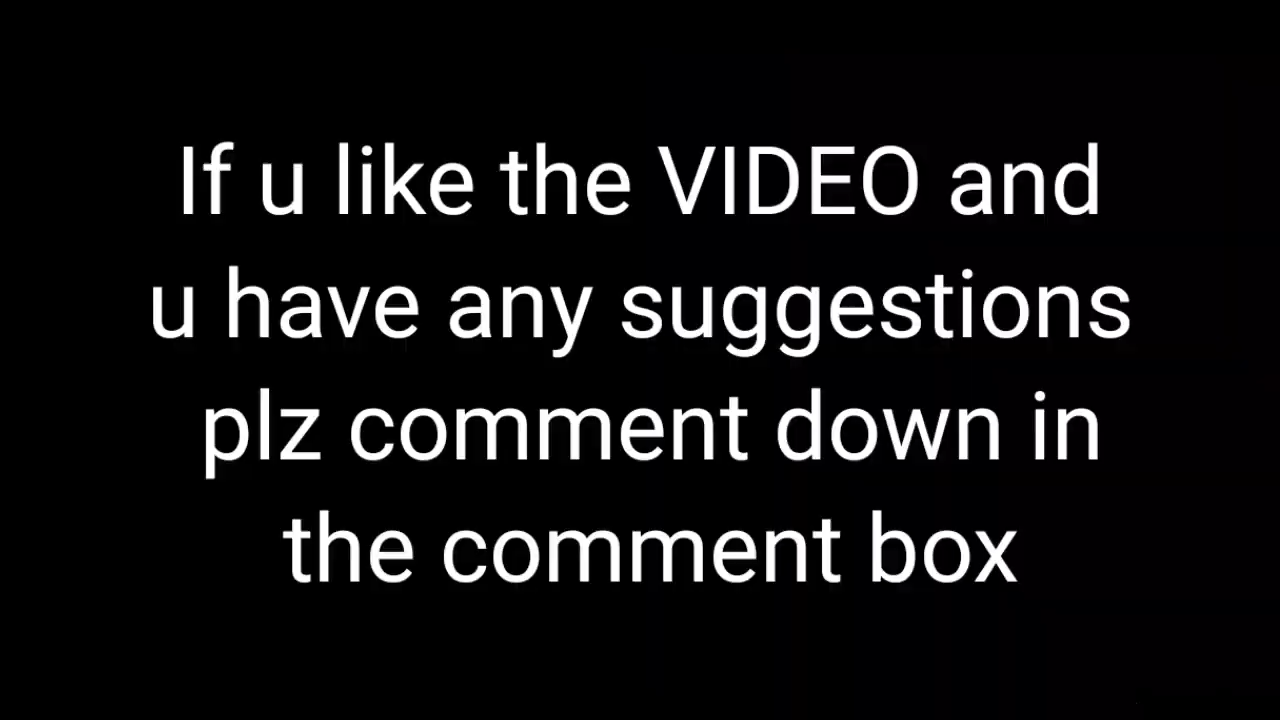 If u like the VIDEO and
u have any suggestions
plz comment down in
the comment box